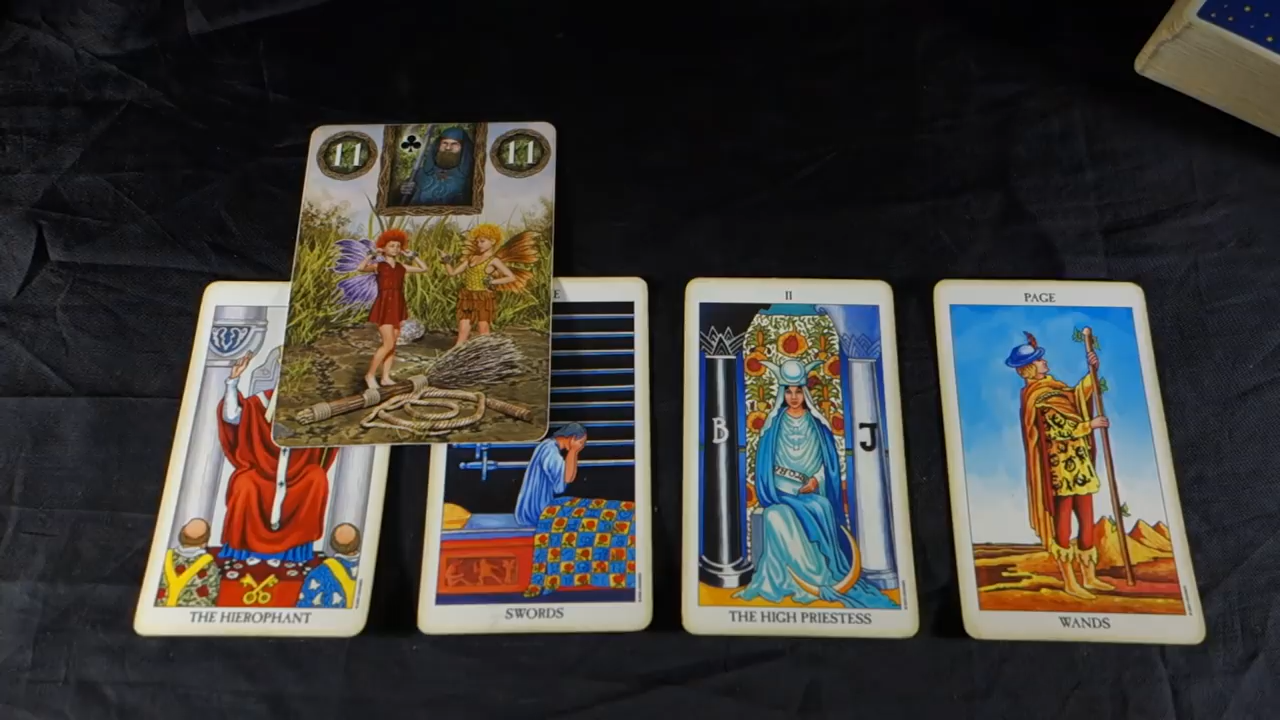 11 11
E
II
PAGE
B J
THE HIEROPHANT
SWORDS
THE HIGH PRIESTESS
WANDS